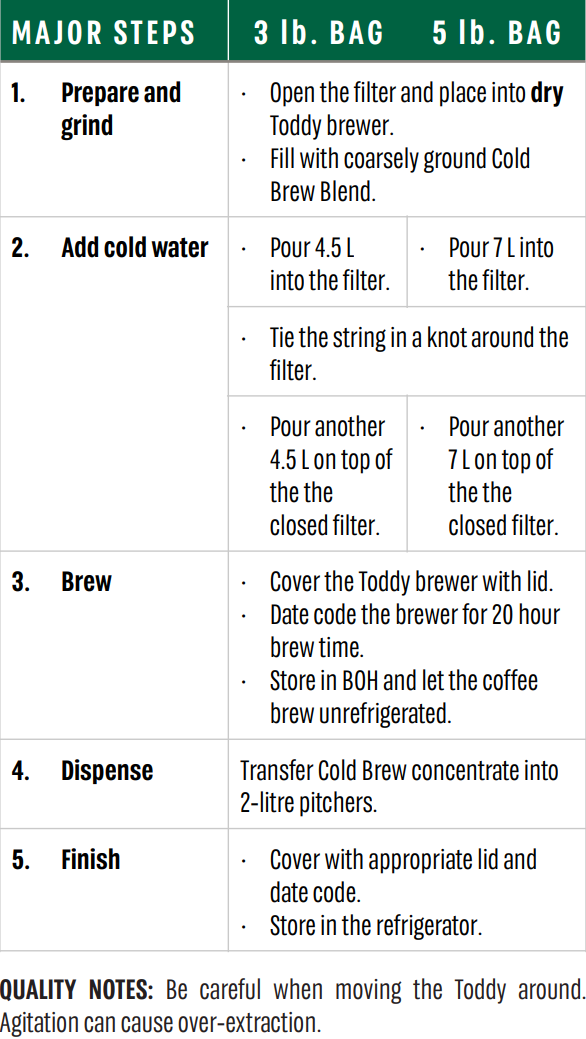 MAJOR STEPS 3 lb. BAG 5 lb. BAG
1. Prepare and
grind
· Open the filter and place into dry
Toddy brewer.
· Fill with coarsely ground Cold
Brew Blend.
2. Add cold water
· Pour 4.5 L
into the filter.
· Pour 7 L into
the filter.
· Tie the string in a knot around the
filter.
· Pour another
4.5 L on top of
the the
closed filter.
· Pour another
7 L on top of
the the
closed filter.
3. Brew
· Cover the Toddy brewer with lid.
· Date code the brewer for 20 hour
brew time.
· Store in BOH and let the coffee
brew unrefrigerated.
4. Dispense
Transfer Cold Brew concentrate into
2-litre pitchers.
5. Finish
· Cover with appropriate lid and
date code.
· Store in the refrigerator.
QUALITY NOTES: Be careful when moving the Toddy around.
Agitation can cause over-extraction.